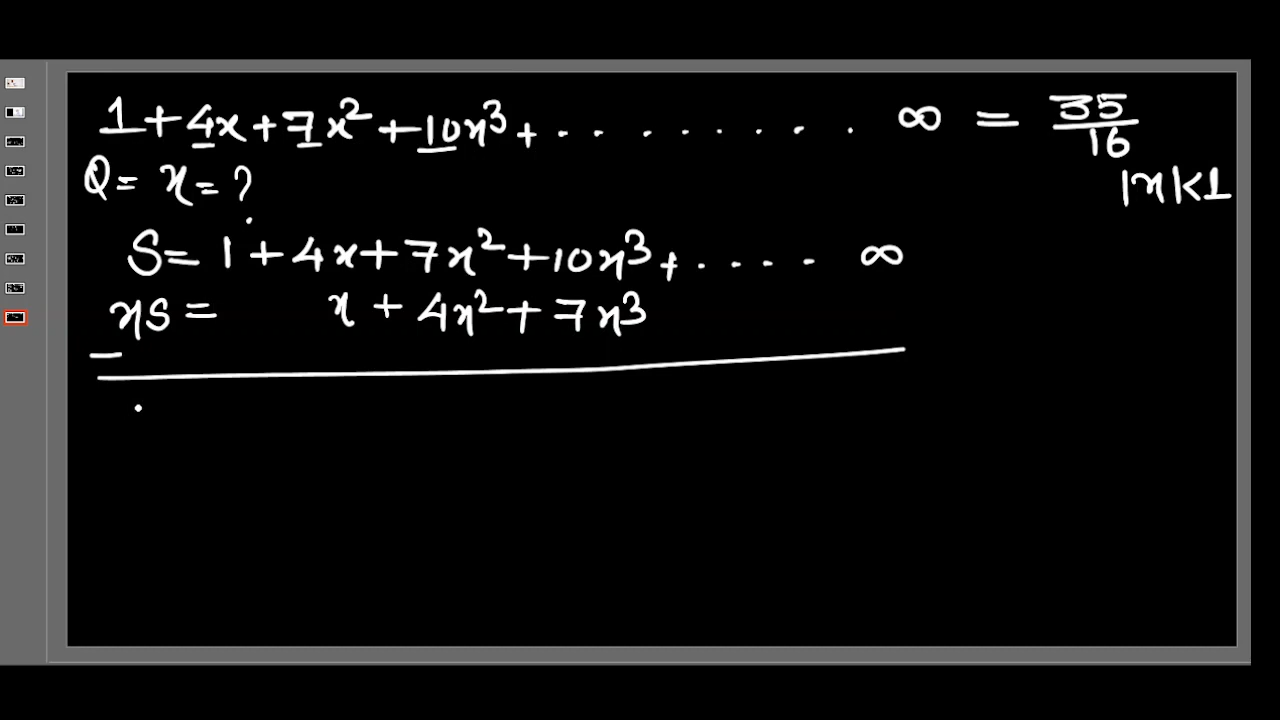 1 + 4x + 7x² + 10x³ + . . . . . . . . . ∞ = 35/16
Q = x = ?
|x| < 1
S = 1 + 4x + 7x² + 10x³ + . . . . ∞
xS = x + 4x² + 7x³
−